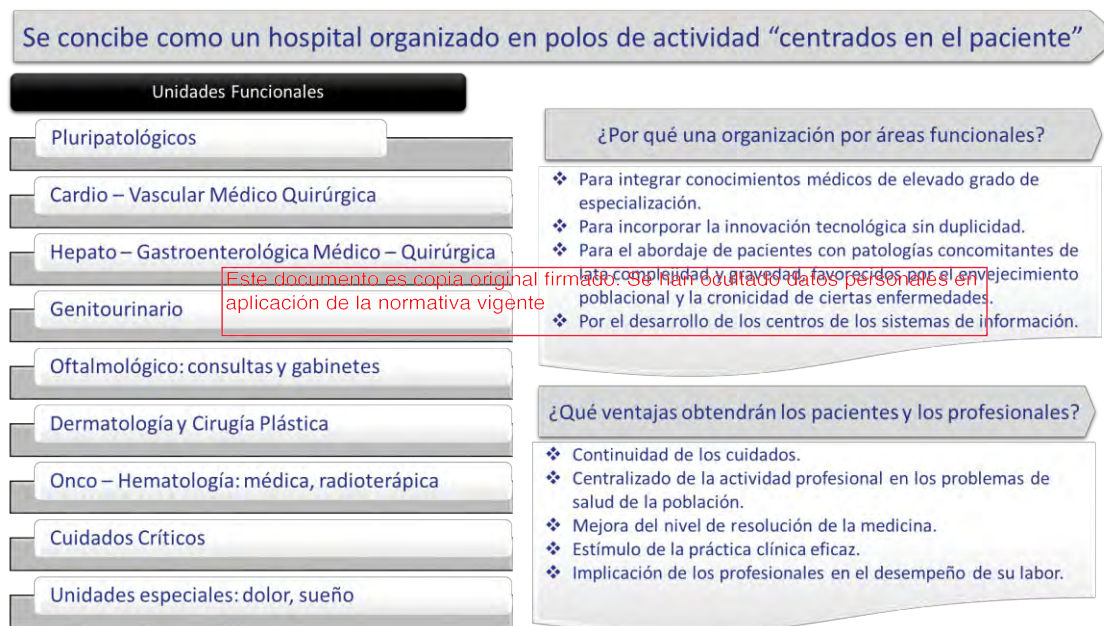 Se concibe como un hospital organizado en polos de actividad “centrados en el paciente”
Unidades Funcionales
Pluripatológicos
Cardio – Vascular Médico Quirúrgica
Hepato – Gastroenterológica Médico – Quirúrgica
Genitourinario
Oftalmológico: consultas y gabinetes
Dermatología y Cirugía Plástica
Onco – Hematología: médica, radioterápica
Cuidados Críticos
Unidades especiales: dolor, sueño
¿Por qué una organización por áreas funcionales?
❖ Para integrar conocimientos médicos de elevado grado de
especialización.
❖ Para incorporar la innovación tecnológica sin duplicidad.
❖ Para el abordaje de pacientes con patologías concomitantes de
lata complejidad y gravedad, favorecidos por el envejecimiento
poblacional y la cronicidad de ciertas enfermedades.
❖ Por el desarrollo de los centros de los sistemas de información.
Este documento es copia original firmado. Se han ocultado datos personales en
aplicación de la normativa vigente
¿Qué ventajas obtendrán los pacientes y los profesionales?
❖ Continuidad de los cuidados.
❖ Centralizado de la actividad profesional en los problemas de
salud de la población.
❖ Mejora del nivel de resolución de la medicina.
❖ Estímulo de la práctica clínica eficaz.
❖ Implicación de los profesionales en el desempeño de su labor.